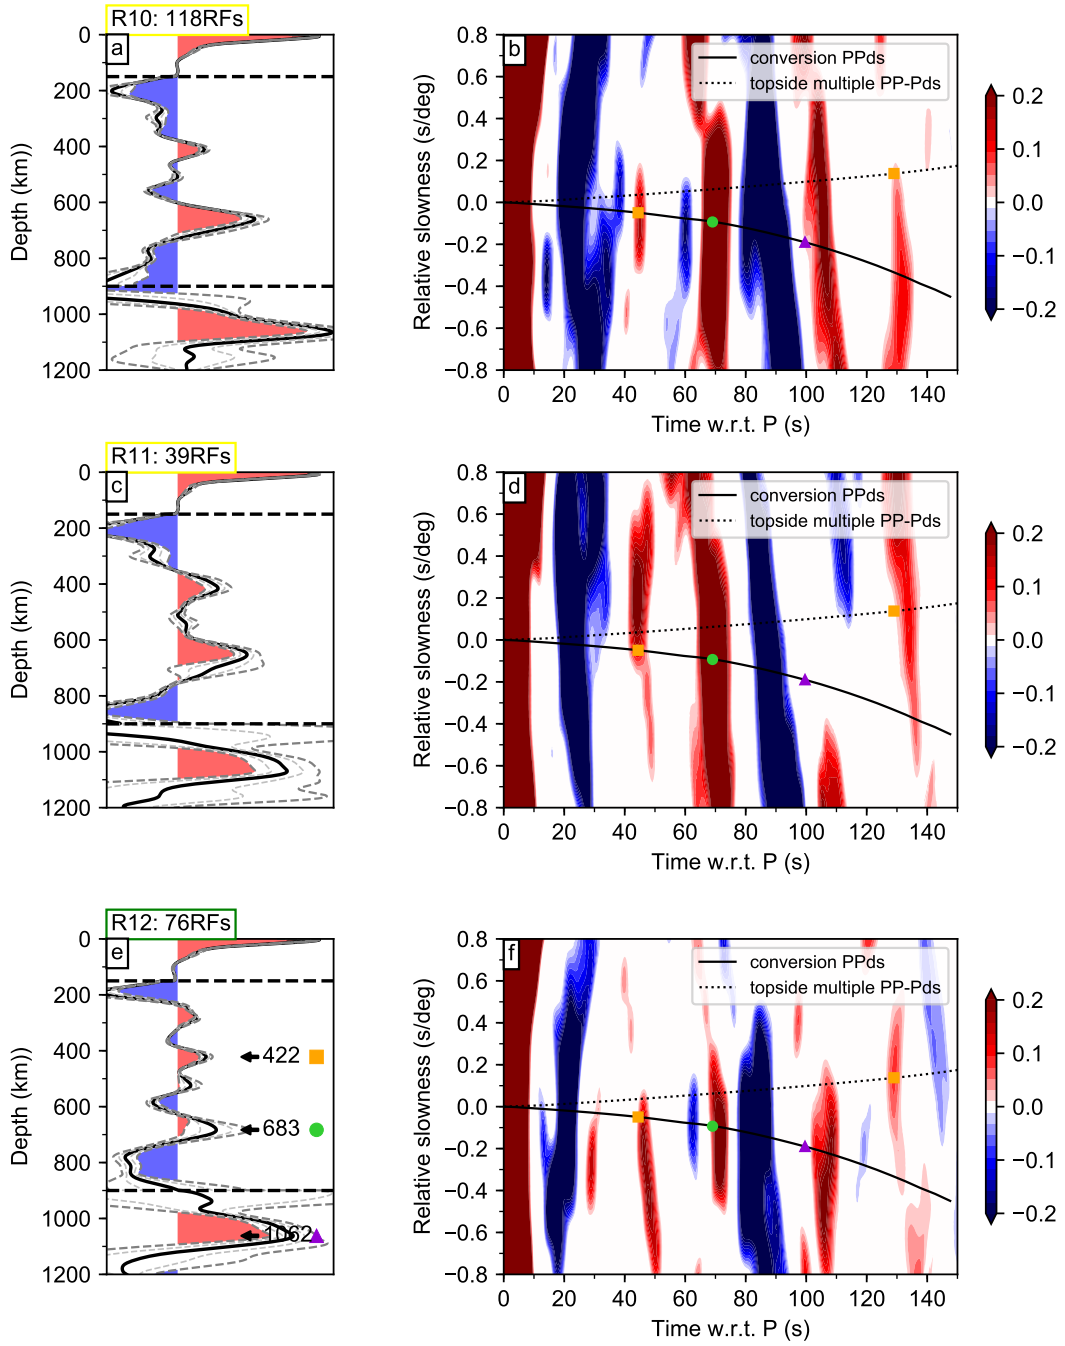 R10: 118RFs
a
0
200
400
600
800
1000
1200
Depth (km))
b
conversion PPds
topside multiple PP-Pds
0.8
0.6
0.4
0.2
0.0
−0.2
−0.4
−0.6
−0.8
Relative slowness (s/deg)
0 20 40 60 80 100 120 140
Time w.r.t. P (s)
0.2
0.1
0.0
−0.1
−0.2
R11: 39RFs
c
0
200
400
600
800
1000
1200
Depth (km))
d
conversion PPds
topside multiple PP-Pds
0.8
0.6
0.4
0.2
0.0
−0.2
−0.4
−0.6
−0.8
Relative slowness (s/deg)
0 20 40 60 80 100 120 140
Time w.r.t. P (s)
0.2
0.1
0.0
−0.1
−0.2
R12: 76RFs
e
0
200
400
600
800
1000
1200
Depth (km))
422
683
1062
f
conversion PPds
topside multiple PP-Pds
0.8
0.6
0.4
0.2
0.0
−0.2
−0.4
−0.6
−0.8
Relative slowness (s/deg)
0 20 40 60 80 100 120 140
Time w.r.t. P (s)
0.2
0.1
0.0
−0.1
−0.2